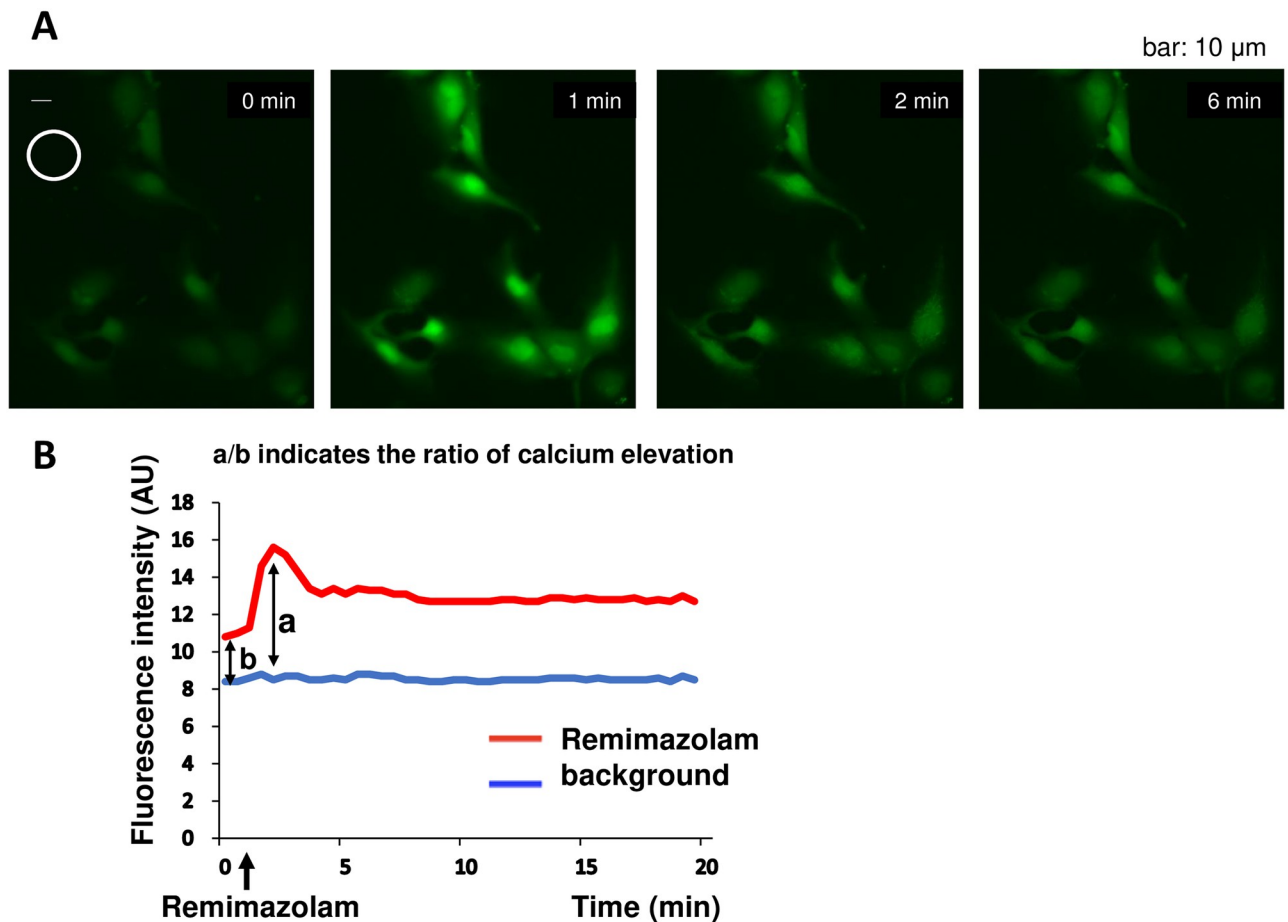 A
bar: 10 µm
0 min
1 min
2 min
6 min
B
a/b indicates the ratio of calcium elevation
Fluorescence intensity (AU)
18
16
14
12
10
8
6
4
2
0
a
b
Remimazolam
background
0 5 10 15 20
Remimazolam
Time (min)